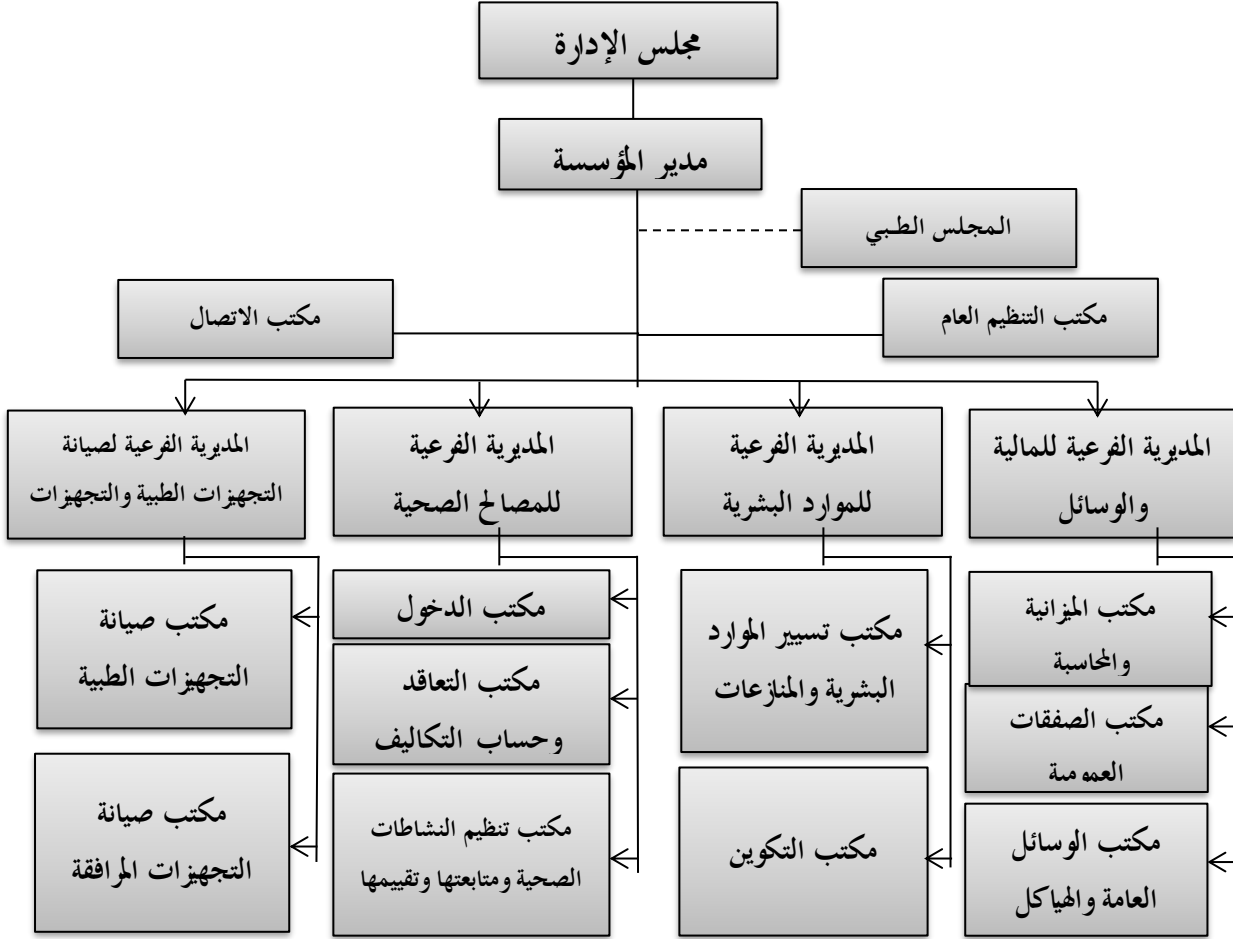 مجلس الإدارة
مدير المؤسسة
المجلس الطبي
مكتب التنظيم العام
مكتب الاتصال
المديرية الفرعية للمالية
والوسائل
المديرية الفرعية
للموارد البشرية
المديرية الفرعية
للمصالح الصحية
المديرية الفرعية لصيانة
التجهيزات الطبية والتجهيزات
مكتب الميزانية
والمحاسبة
مكتب الصفقات
العمومية
مكتب الوسائل
العامة والهياكل
مكتب تسيير الموارد
البشرية والمنازعات
مكتب التكوين
مكتب الدخول
مكتب التعاقد
وحساب التكاليف
مكتب تنظيم النشاطات
الصحية ومتابعتها وتقييمها
مكتب صيانة
التجهيزات الطبية
مكتب صيانة
التجهيزات المرافقة